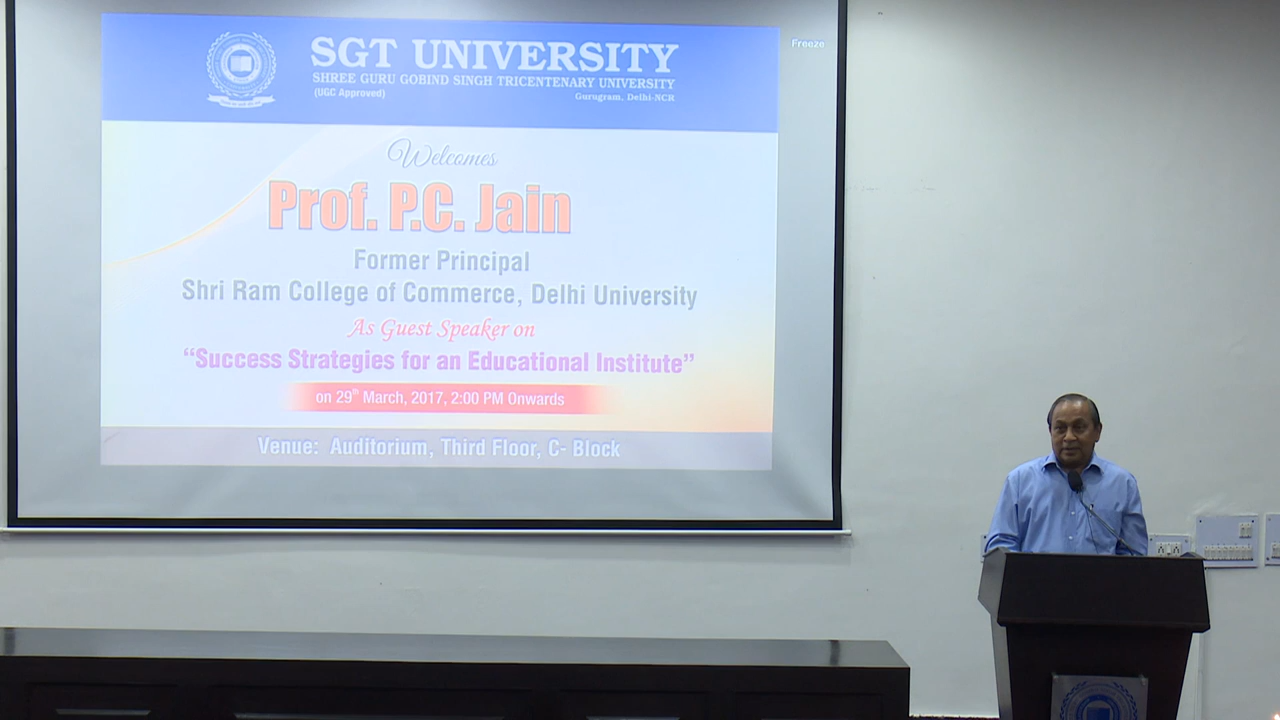 Freeze
SGT UNIVERSITY
SHREE GURU GOBIND SINGH TRICENTENARY UNIVERSITY
(UGC Approved)
Gurugram, Delhi-NCR
Welcomes
Prof. P.C. Jain
Former Principal
Shri Ram College of Commerce, Delhi University
As Guest Speaker on
“Success Strategies for an Educational Institute”
on 29th March, 2017, 2:00 PM Onwards
Venue: Auditorium, Third Floor, C- Block